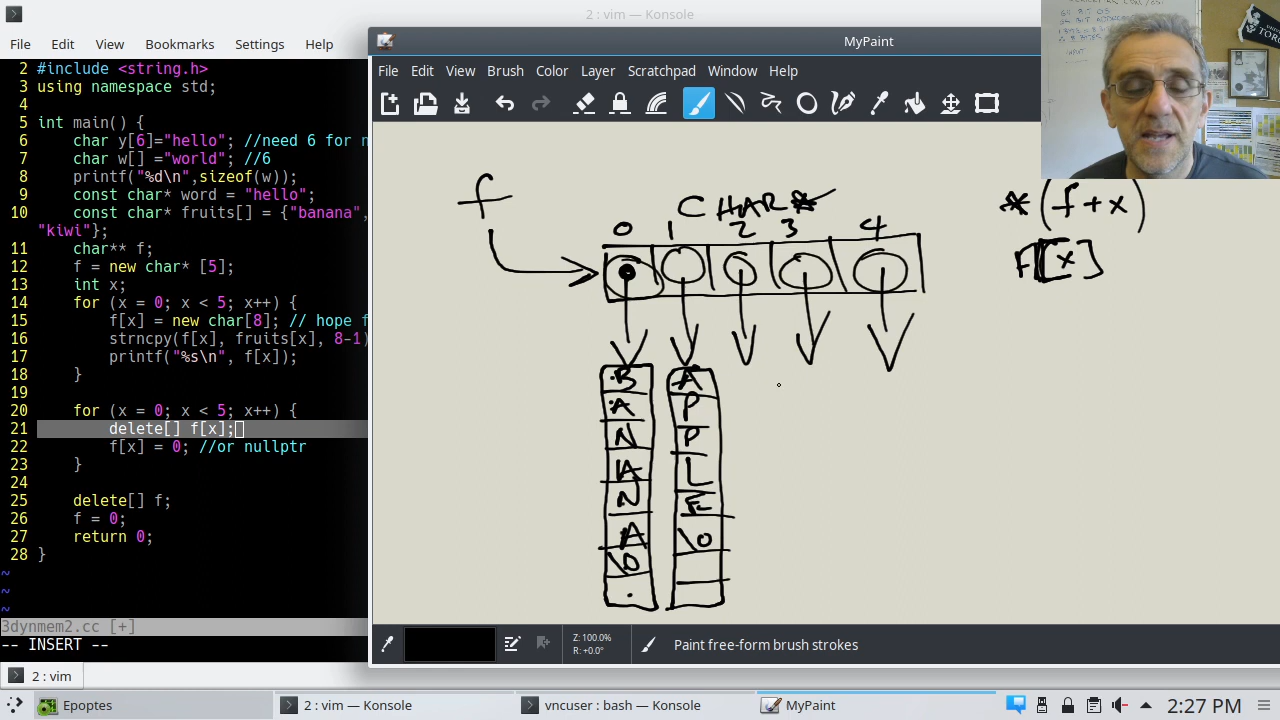 2 : vim — Konsole
File Edit View Bookmarks Settings Help
2 #include <string.h>
3 using namespace std;
4
5 int main() {
6 char y[6]="hello"; //need 6 for n
7 char w[] ="world"; //6
8 printf("%d\n",sizeof(w));
9 const char* word = "hello";
10 const char* fruits[] = {"banana",
"kiwi"};
11 char** f;
12 f = new char* [5];
13 int x;
14 for (x = 0; x < 5; x++) {
15 f[x] = new char[8]; // hope f
16 strncpy(f[x], fruits[x], 8-1)
17 printf("%s\n", f[x]);
18 }
19
20 for (x = 0; x < 5; x++) {
21 delete[] f[x];
22 f[x] = 0; //or nullptr
23 }
24
25 delete[] f;
26 f = 0;
27 return 0;
28 }
~
~
~
3dynmem2.cc [+]
-- INSERT --
2 : vim
MyPaint
File Edit View Brush Color Layer Scratchpad Window Help
f
CHAR*
0 1 2 3 4
*(f+x)
F[x]
B
A
N
A
N
A
\0
.
A
P
P
L
E
\0
Z: 100.0%
R: +0.0°
Paint free-form brush strokes
Epoptes
2 : vim — Konsole
vncuser : bash — Konsole
MyPaint
2:27 PM